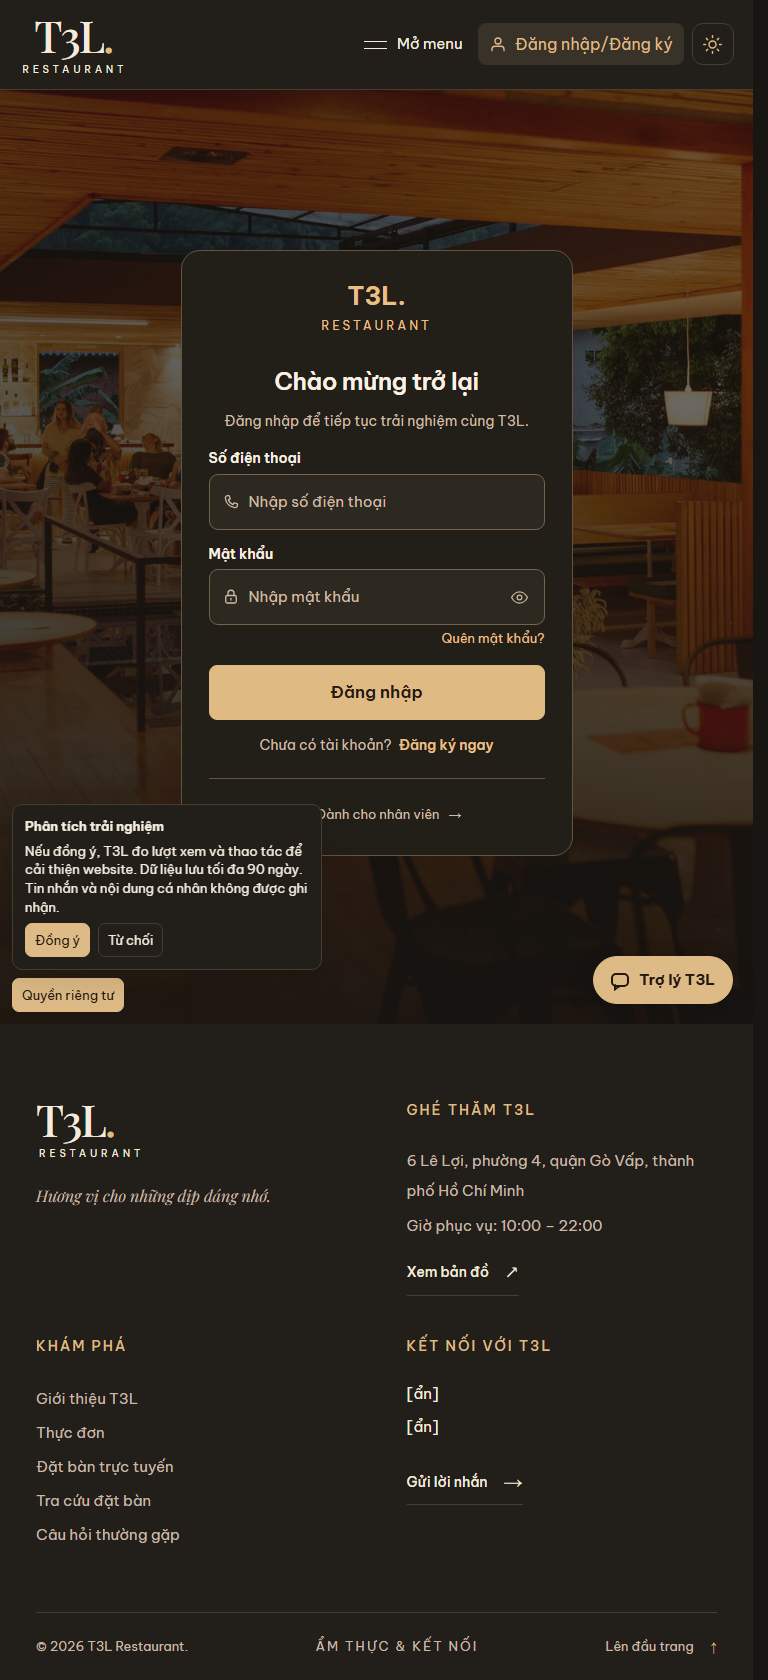 T3L.
RESTAURANT
Mở menu
Đăng nhập/Đăng ký
T3L.
RESTAURANT
Chào mừng trở lại
Đăng nhập để tiếp tục trải nghiệm cùng T3L.
Số điện thoại
Nhập số điện thoại
Mật khẩu
Nhập mật khẩu
Quên mật khẩu?
Đăng nhập
Chưa có tài khoản? Đăng ký ngay
Dành cho nhân viên →
Phân tích trải nghiệm
Nếu đồng ý, T3L đo lượt xem và thao tác để
cải thiện website. Dữ liệu lưu tối đa 90 ngày.
Tin nhắn và nội dung cá nhân không được ghi
nhận.
Đồng ý
Từ chối
Quyền riêng tư
Trợ lý T3L
T3L.
RESTAURANT
Hương vị cho những dịp đáng nhớ.
GHÉ THĂM T3L
6 Lê Lợi, phường 4, quận Gò Vấp, thành
phố Hồ Chí Minh
Giờ phục vụ: 10:00 – 22:00
Xem bản đồ ↗
KHÁM PHÁ
Giới thiệu T3L
Thực đơn
Đặt bàn trực tuyến
Tra cứu đặt bàn
Câu hỏi thường gặp
KẾT NỐI VỚI T3L
[ẩn]
[ẩn]
Gửi lời nhắn →
© 2026 T3L Restaurant.
ẨM THỰC & KẾT NỐI
Lên đầu trang ↑